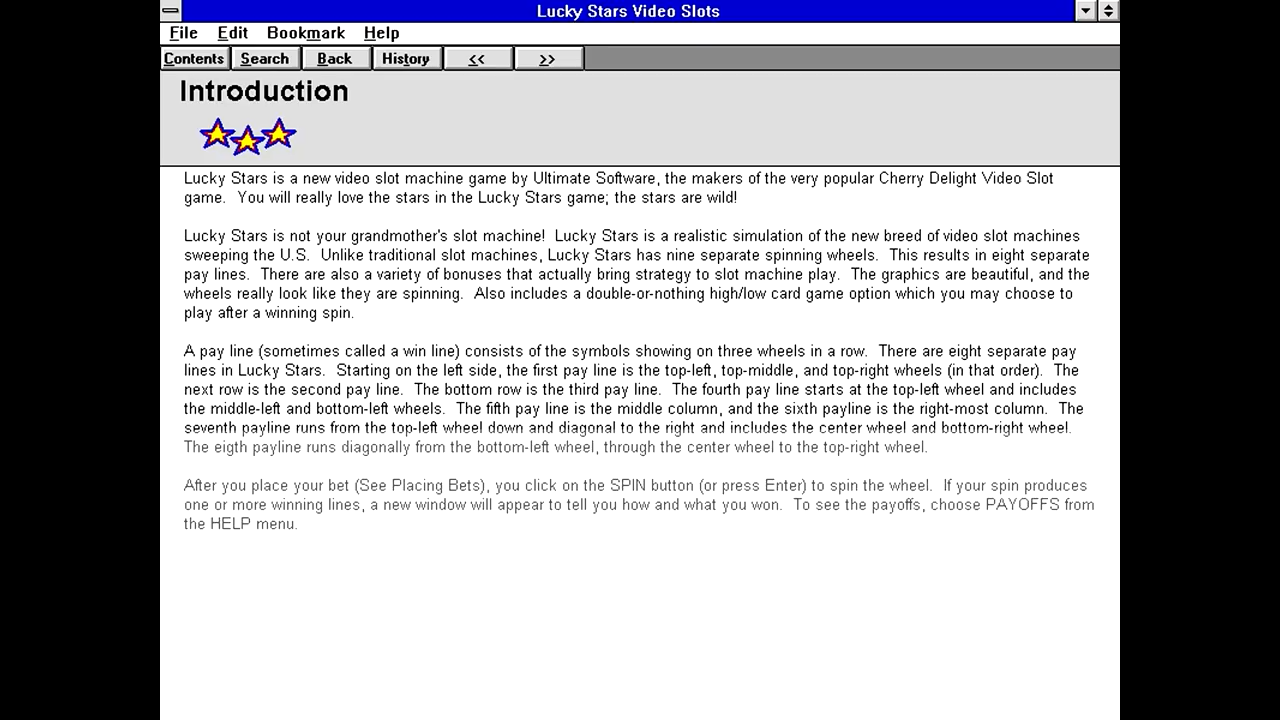 Lucky Stars Video Slots
File Edit Bookmark Help
Contents Search Back History << >>
Introduction
Lucky Stars is a new video slot machine game by Ultimate Software, the makers of the very popular Cherry Delight Video Slot
game. You will really love the stars in the Lucky Stars game; the stars are wild!
Lucky Stars is not your grandmother's slot machine! Lucky Stars is a realistic simulation of the new breed of video slot machines
sweeping the U.S. Unlike traditional slot machines, Lucky Stars has nine separate spinning wheels. This results in eight separate
pay lines. There are also a variety of bonuses that actually bring strategy to slot machine play. The graphics are beautiful, and the
wheels really look like they are spinning. Also includes a double-or-nothing high/low card game option which you may choose to
play after a winning spin.
A pay line (sometimes called a win line) consists of the symbols showing on three wheels in a row. There are eight separate pay
lines in Lucky Stars. Starting on the left side, the first pay line is the top-left, top-middle, and top-right wheels (in that order). The
next row is the second pay line. The bottom row is the third pay line. The fourth pay line starts at the top-left wheel and includes
the middle-left and bottom-left wheels. The fifth pay line is the middle column, and the sixth payline is the right-most column. The
seventh payline runs from the top-left wheel down and diagonal to the right and includes the center wheel and bottom-right wheel.
The eigth payline runs diagonally from the bottom-left wheel, through the center wheel to the top-right wheel.
After you place your bet (See Placing Bets), you click on the SPIN button (or press Enter) to spin the wheel. If your spin produces
one or more winning lines, a new window will appear to tell you how and what you won. To see the payoffs, choose PAYOFFS from
the HELP menu.